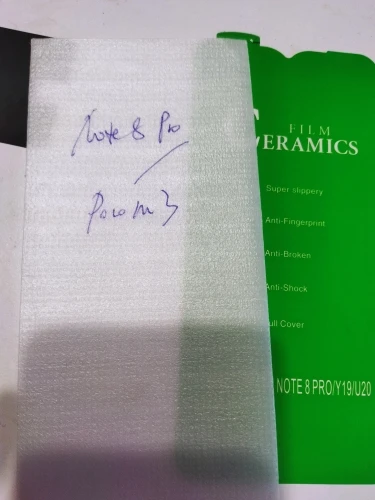 Note 8 Pro
/
Poco M3
FILM
ERAMICS
Super slippery
Anti-Fingerprint
Anti-Broken
Anti-Shock
ull Cover
NOTE 8 PRO/Y19/U20